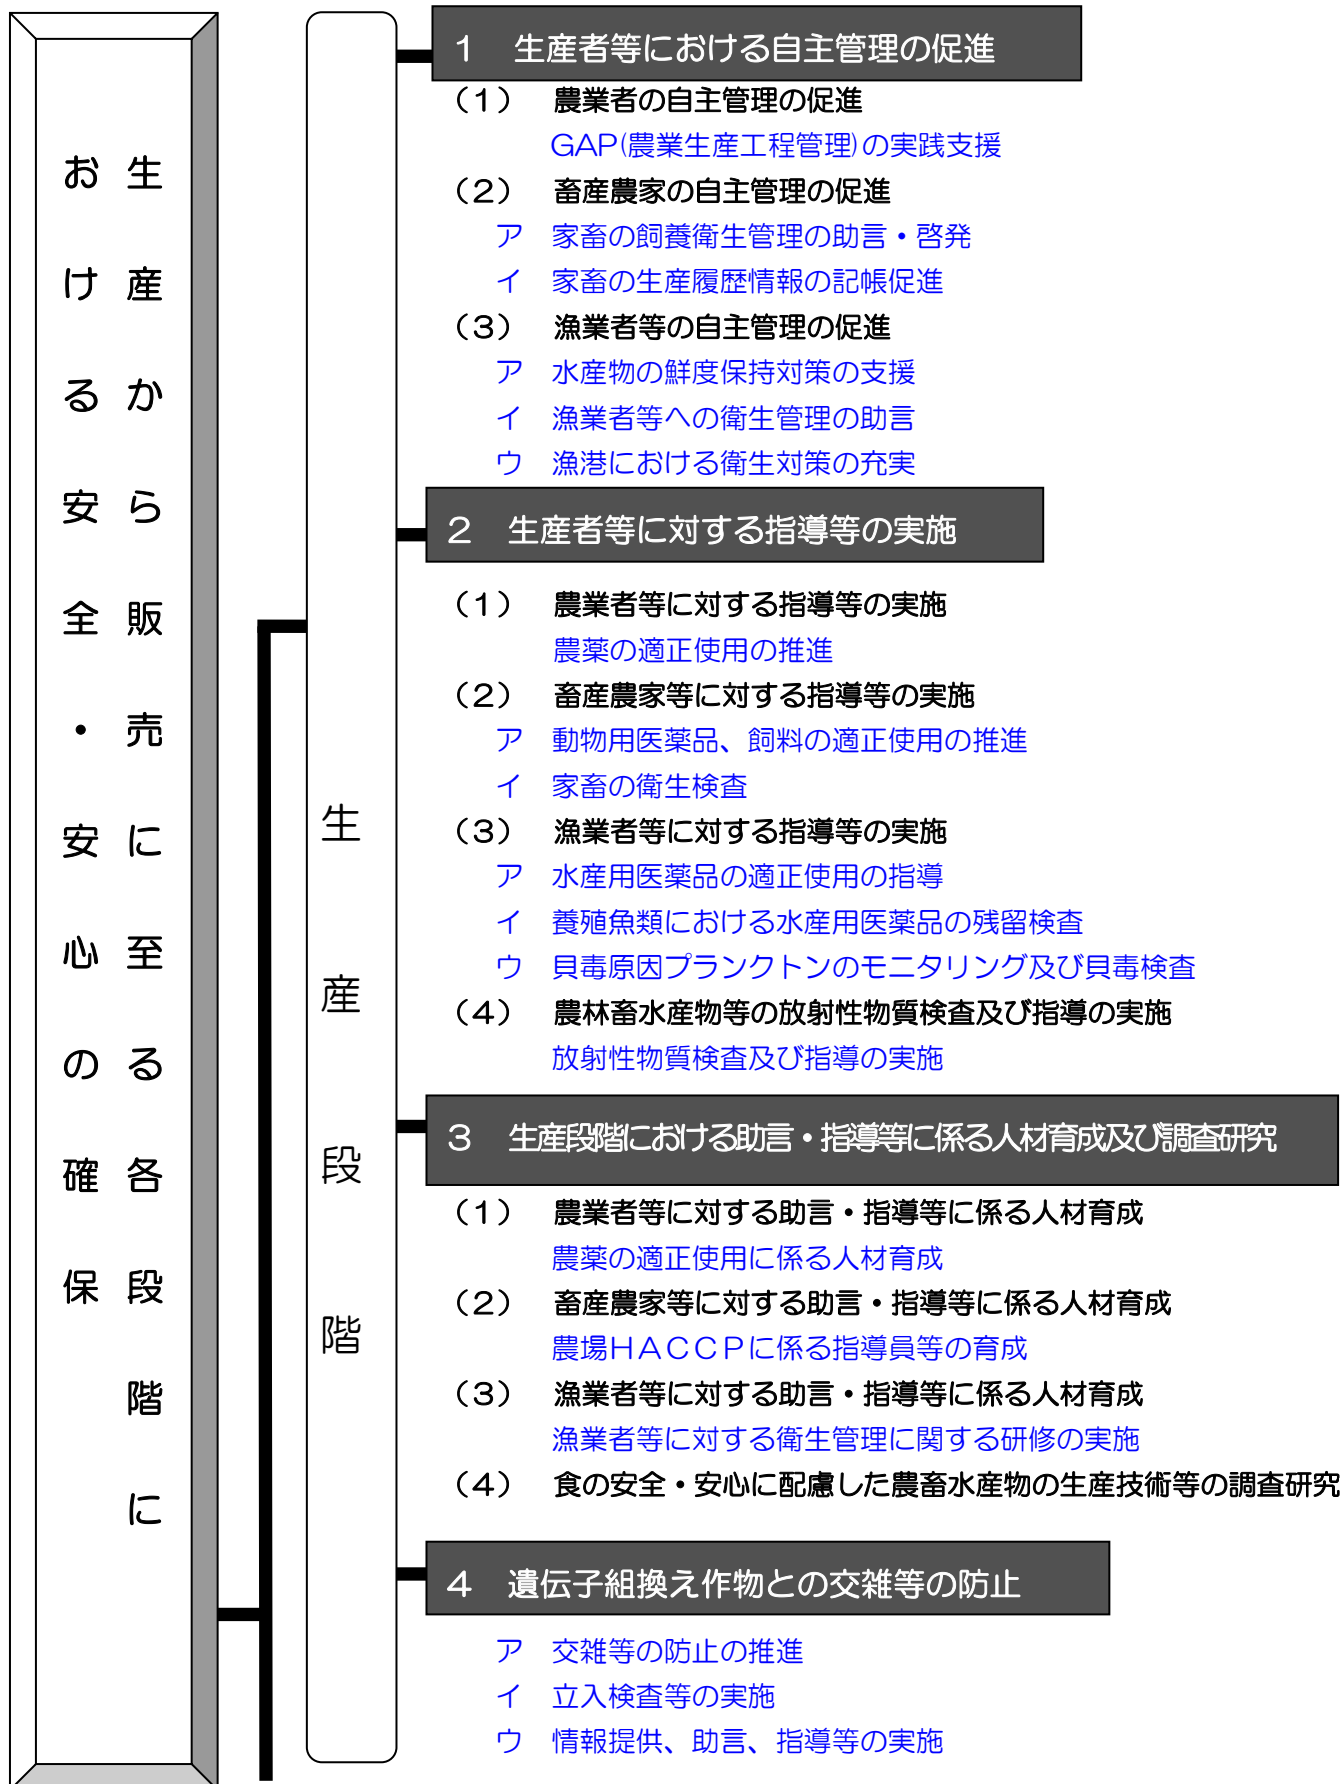 生産から販売に至る各段階に
おける安全・安心の確保
生産段階
１　生産者等における自主管理の促進
（１）　農業者の自主管理の促進
GAP(農業生産工程管理)の実践支援
（２）　畜産農家の自主管理の促進
ア　家畜の飼養衛生管理の助言・啓発
イ　家畜の生産履歴情報の記帳促進
（３）　漁業者等の自主管理の促進
ア　水産物の鮮度保持対策の支援
イ　漁業者等への衛生管理の助言
ウ　漁港における衛生対策の充実
２　生産者等に対する指導等の実施
（１）　農業者等に対する指導等の実施
農薬の適正使用の推進
（２）　畜産農家等に対する指導等の実施
ア　動物用医薬品、飼料の適正使用の推進
イ　家畜の衛生検査
（３）　漁業者等に対する指導等の実施
ア　水産用医薬品の適正使用の指導
イ　養殖魚類における水産用医薬品の残留検査
ウ　貝毒原因プランクトンのモニタリング及び貝毒検査
（４）　農林畜水産物等の放射性物質検査及び指導の実施
放射性物質検査及び指導の実施
３　生産段階における助言・指導等に係る人材育成及び調査研究
（１）　農業者等に対する助言・指導等に係る人材育成
農薬の適正使用に係る人材育成
（２）　畜産農家等に対する助言・指導等に係る人材育成
農場ＨＡＣＣＰに係る指導員等の育成
（３）　漁業者等に対する助言・指導等に係る人材育成
漁業者等に対する衛生管理に関する研修の実施
（４）　食の安全・安心に配慮した農畜水産物の生産技術等の調査研究
４　遺伝子組換え作物との交雑等の防止
ア　交雑等の防止の推進
イ　立入検査等の実施
ウ　情報提供、助言、指導等の実施